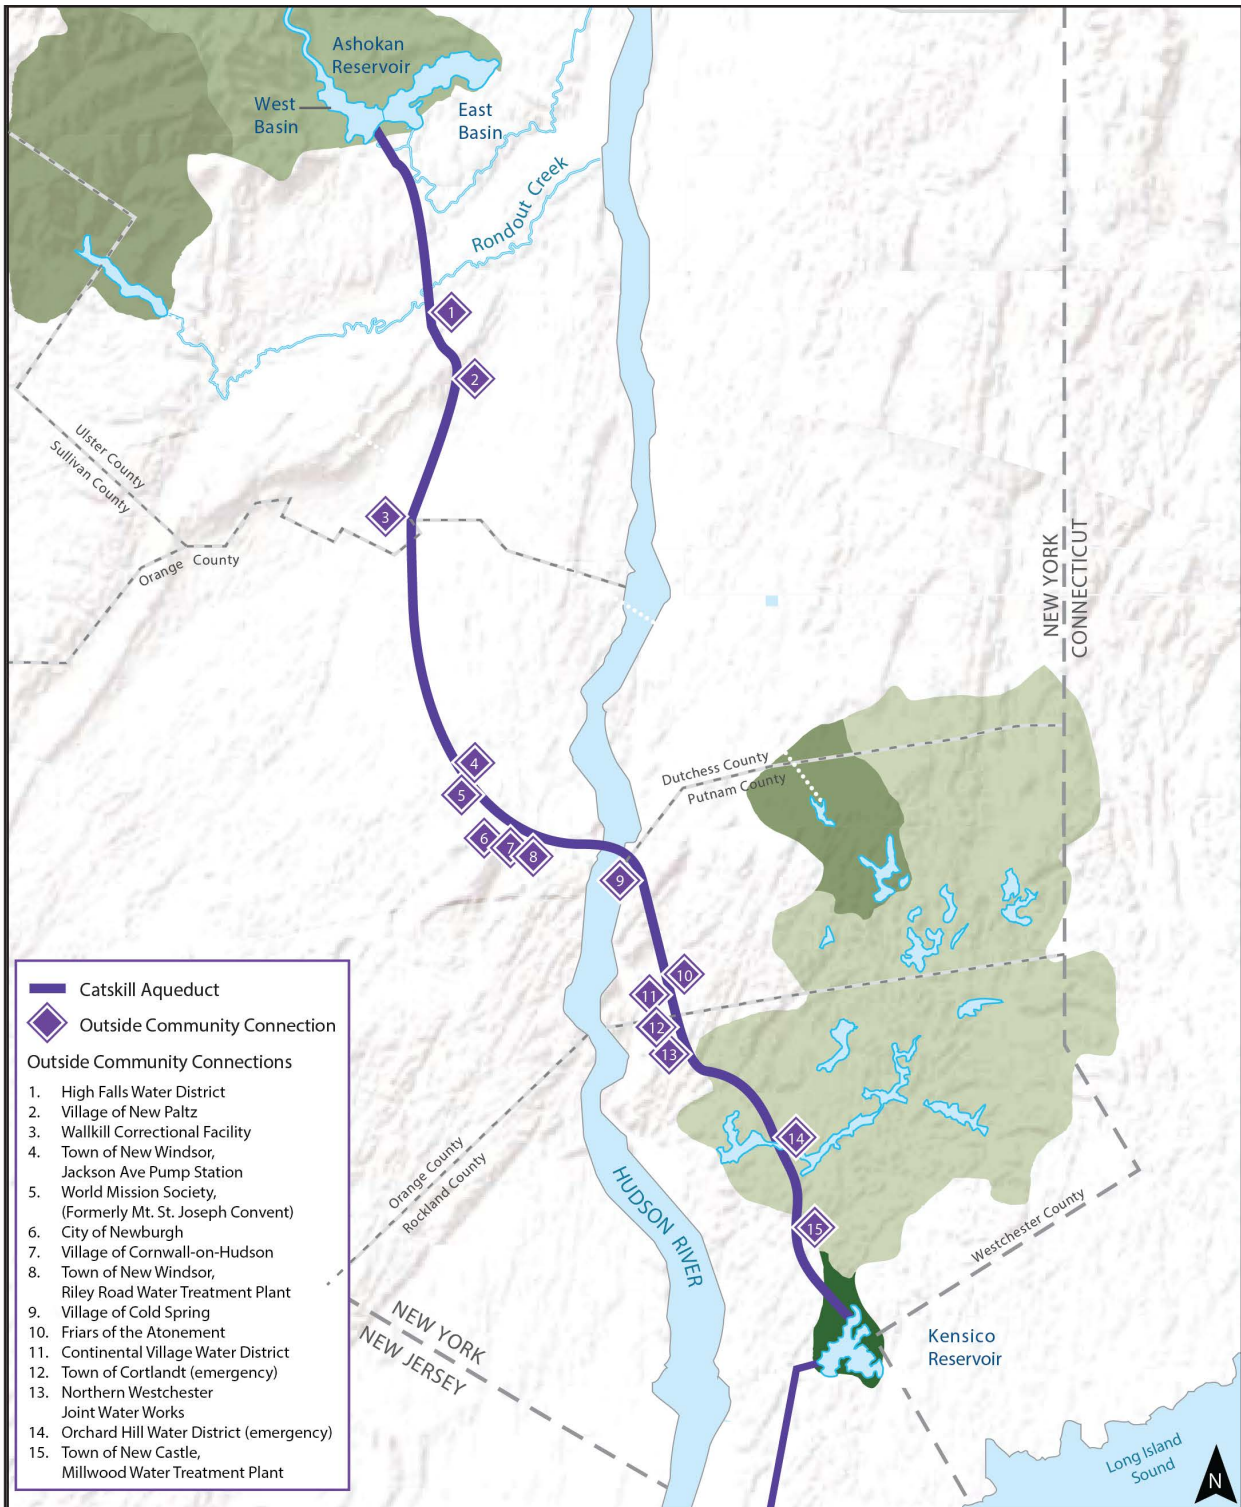 Ashokan
Reservoir
West
Basin
East
Basin
Rondout Creek
1
2
Ulster County
Sullivan County
3
Orange County
NEW YORK
CONNECTICUT
4
5
Dutchess County
Putnam County
6
7
8
9
10
11
12
13
14
15
Orange County
Rockland County
HUDSON RIVER
Westchester County
NEW YORK
NEW JERSEY
Kensico
Reservoir
Long Island
Sound
N
Catskill Aqueduct
Outside Community Connection
Outside Community Connections
1. High Falls Water District
2. Village of New Paltz
3. Wallkill Correctional Facility
4. Town of New Windsor,
Jackson Ave Pump Station
5. World Mission Society,
(Formerly Mt. St. Joseph Convent)
6. City of Newburgh
7. Village of Cornwall-on-Hudson
8. Town of New Windsor,
Riley Road Water Treatment Plant
9. Village of Cold Spring
10. Friars of the Atonement
11. Continental Village Water District
12. Town of Cortlandt (emergency)
13. Northern Westchester
Joint Water Works
14. Orchard Hill Water District (emergency)
15. Town of New Castle,
Millwood Water Treatment Plant